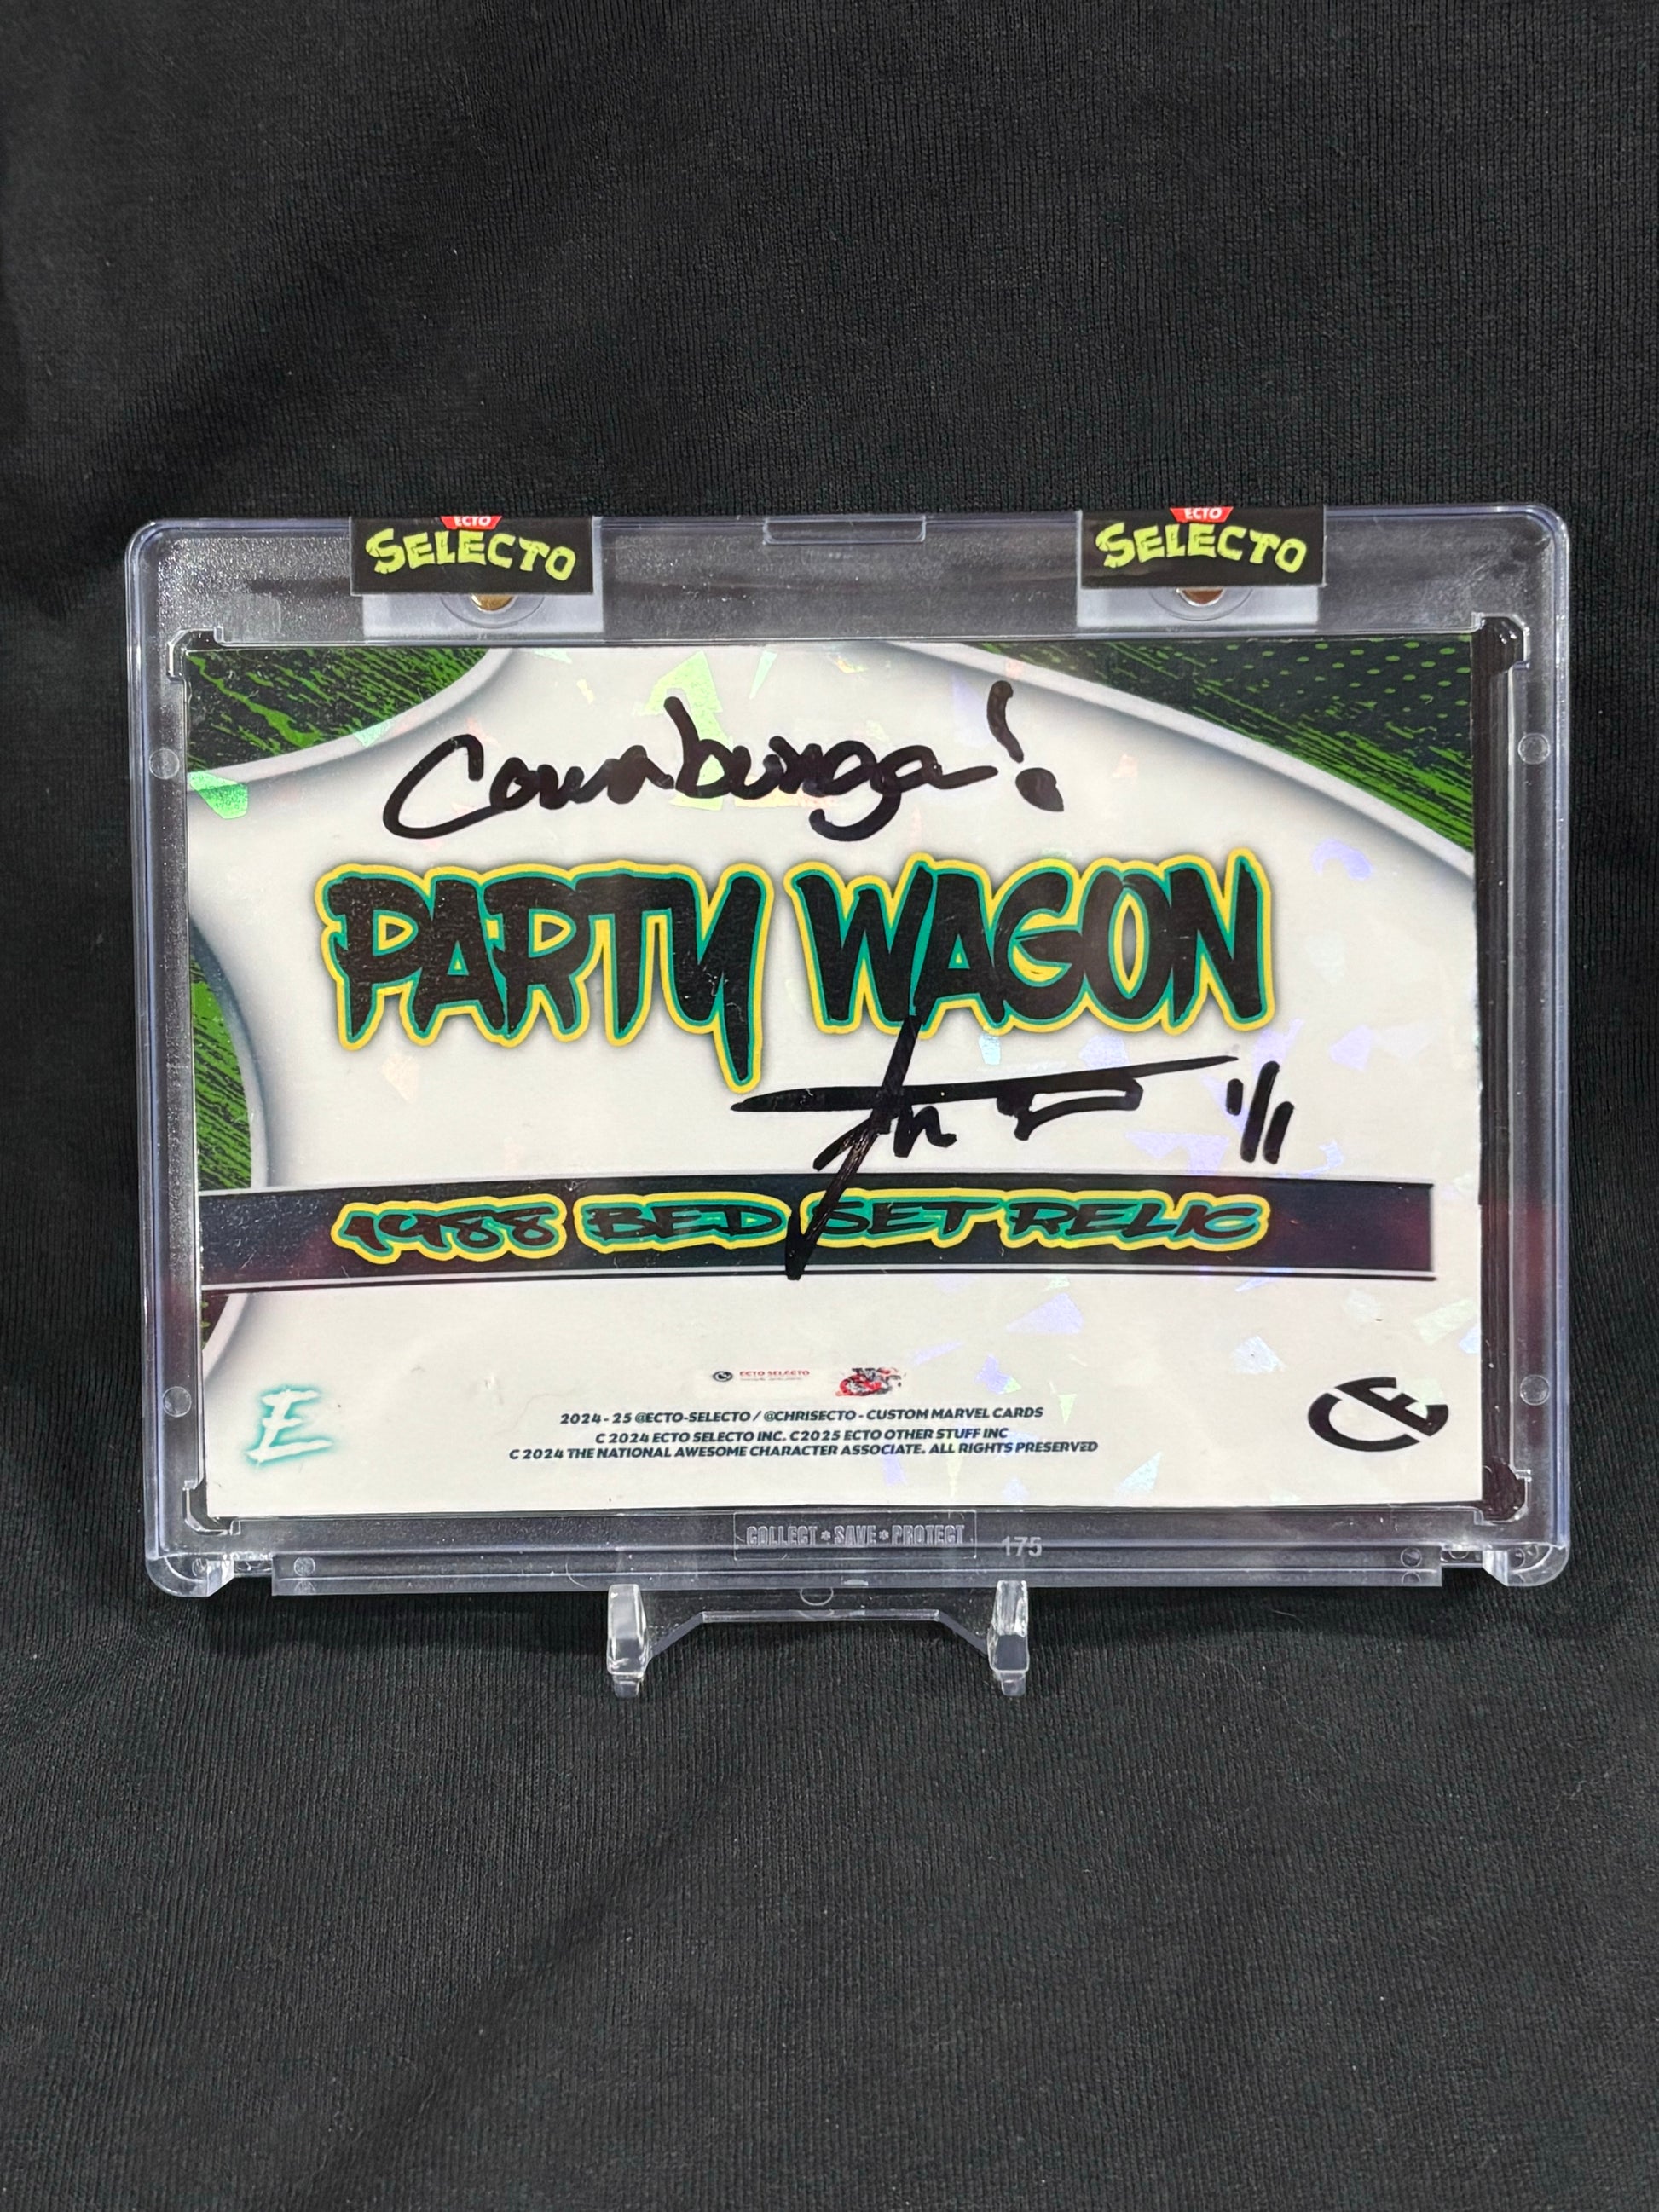 ECTO ECTO
SELECTO SELECTO
Cowabunga!
PARTY WAGON
1/1
1988 BED SET RELIC
ECTO SELECTO
E
2024-25 @ECTO-SELECTO / @CHRISECTO - CUSTOM MARVEL CARDS
C 2024 ECTO SELECTO INC. C2025 ECTO OTHER STUFF INC
C 2024 THE NATIONAL AWESOME CHARACTER ASSOCIATE. ALL RIGHTS PRESERVED
COLLECT * SAVE * PROTECT 175